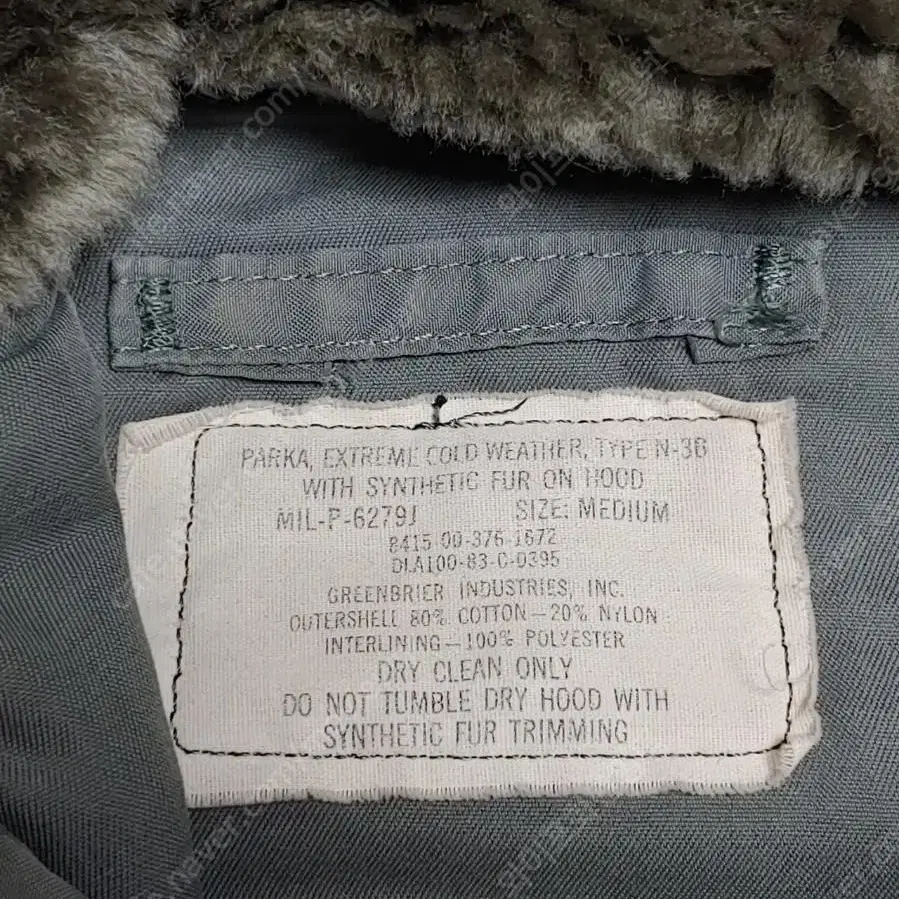 PARKA, EXTREME COLD WEATHER, TYPE N-3B
WITH SYNTHETIC FUR ON HOOD
MIL-P-6279J SIZE: MEDIUM
8415-00-376-1672
DLA100-83-C-0395
GREENBRIER INDUSTRIES, INC.
OUTERSHELL 80% COTTON—20% NYLON
INTERLINING—100% POLYESTER
DRY CLEAN ONLY
DO NOT TUMBLE DRY HOOD WITH
SYNTHETIC FUR TRIMMING